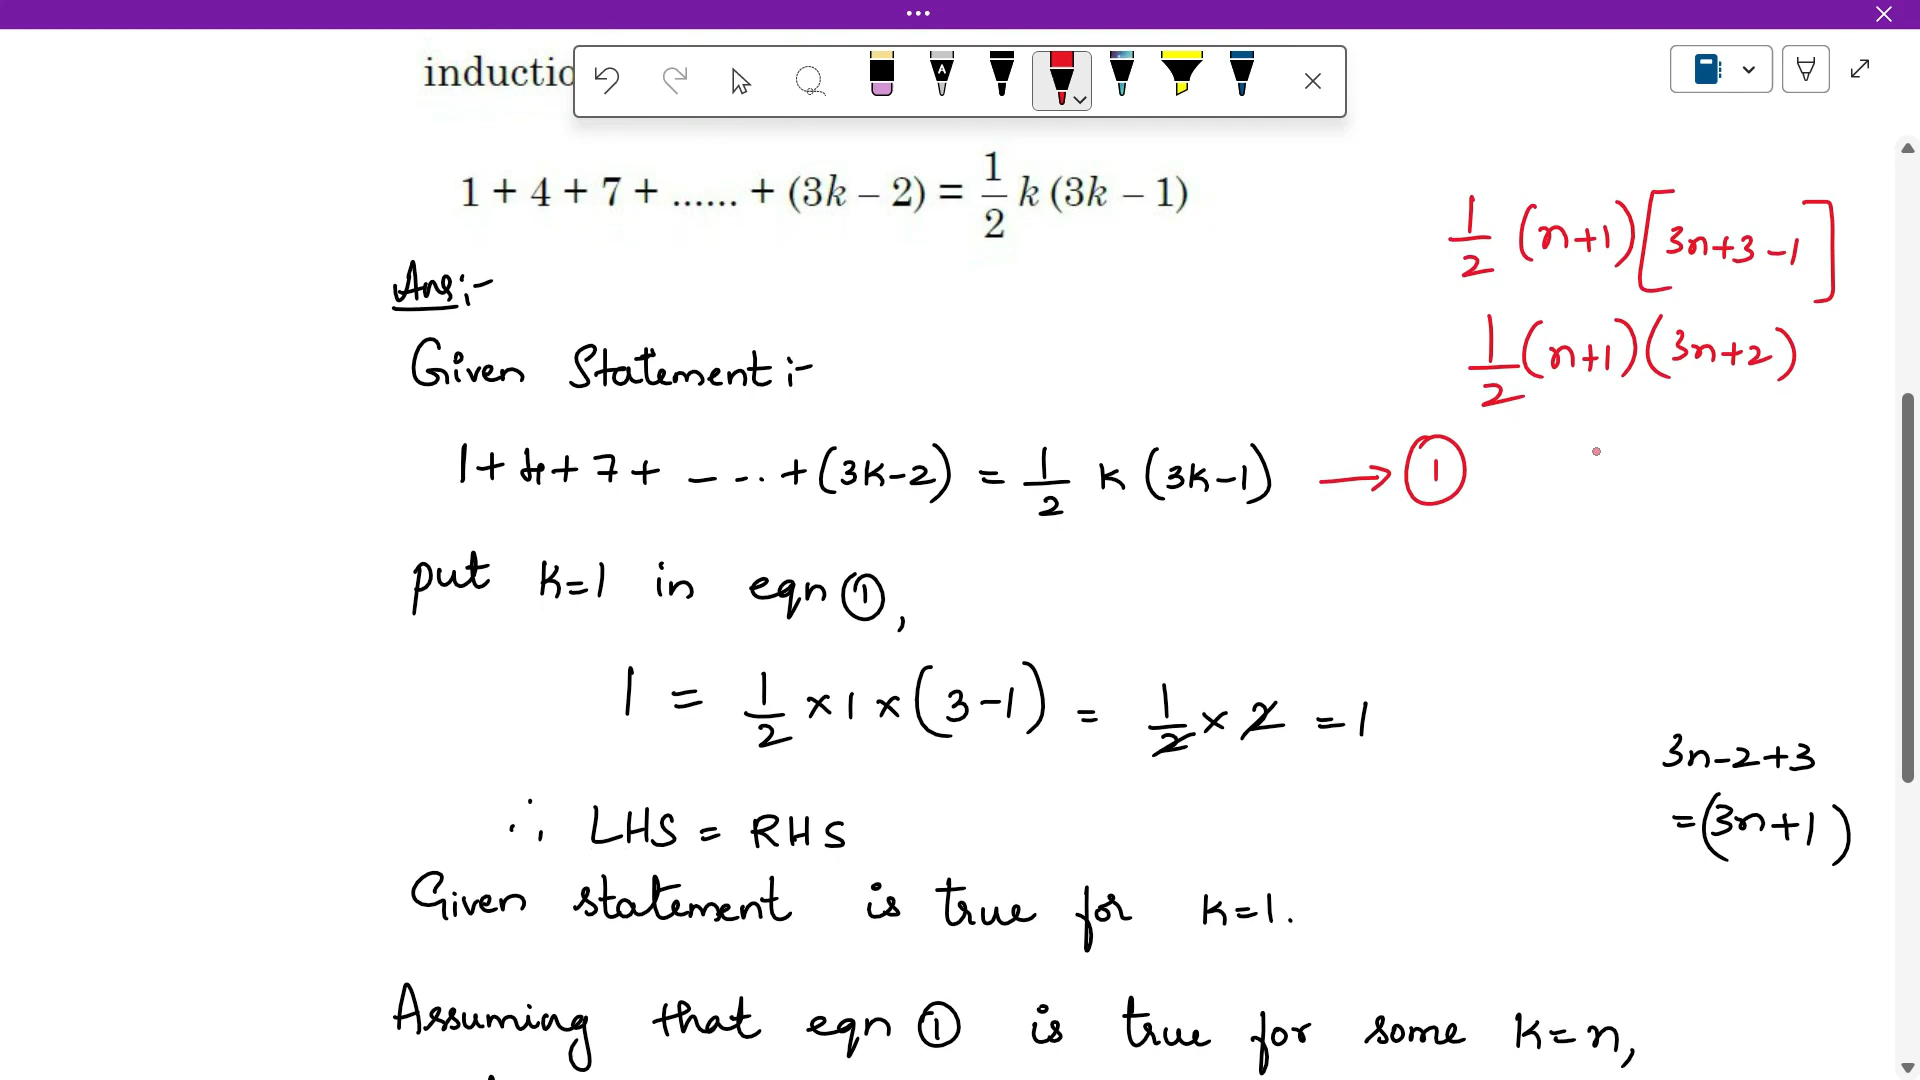 inductio
1 + 4 + 7 + ...... + (3k – 2) = 1/2 k (3k – 1)
1/2 (n+1)[3n+3-1]
Ans:-
1/2 (n+1)(3n+2)
Given Statement:-
1+4+7+ ----- +(3k-2) = 1/2 k (3k-1) → ①
put k=1 in eqn ①,
1 = 1/2 × 1 × (3-1) = 1/2 × 2 = 1
3n-2+3
=(3n+1)
∴ LHS = RHS
Given statement is true for k=1.
Assuming that eqn ① is true for some k=n,